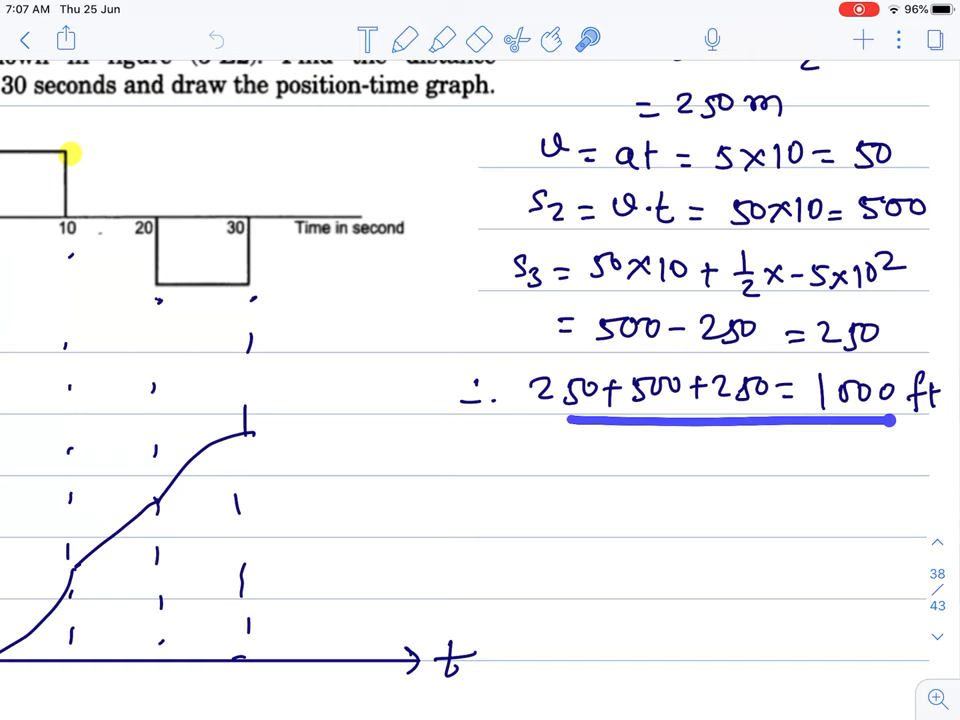 7:07 AM Thu 25 Jun
96%
30 seconds and draw the position-time graph.
10
20
30
Time in second
2
= 250 m
v = at = 5×10 = 50
S2 = v·t = 50×10 = 500
S3 = 50×10 + 1/2 × -5×10²
= 500 - 250 = 250
∴ 250+500+250 = 1000 ft
t
38
/
43